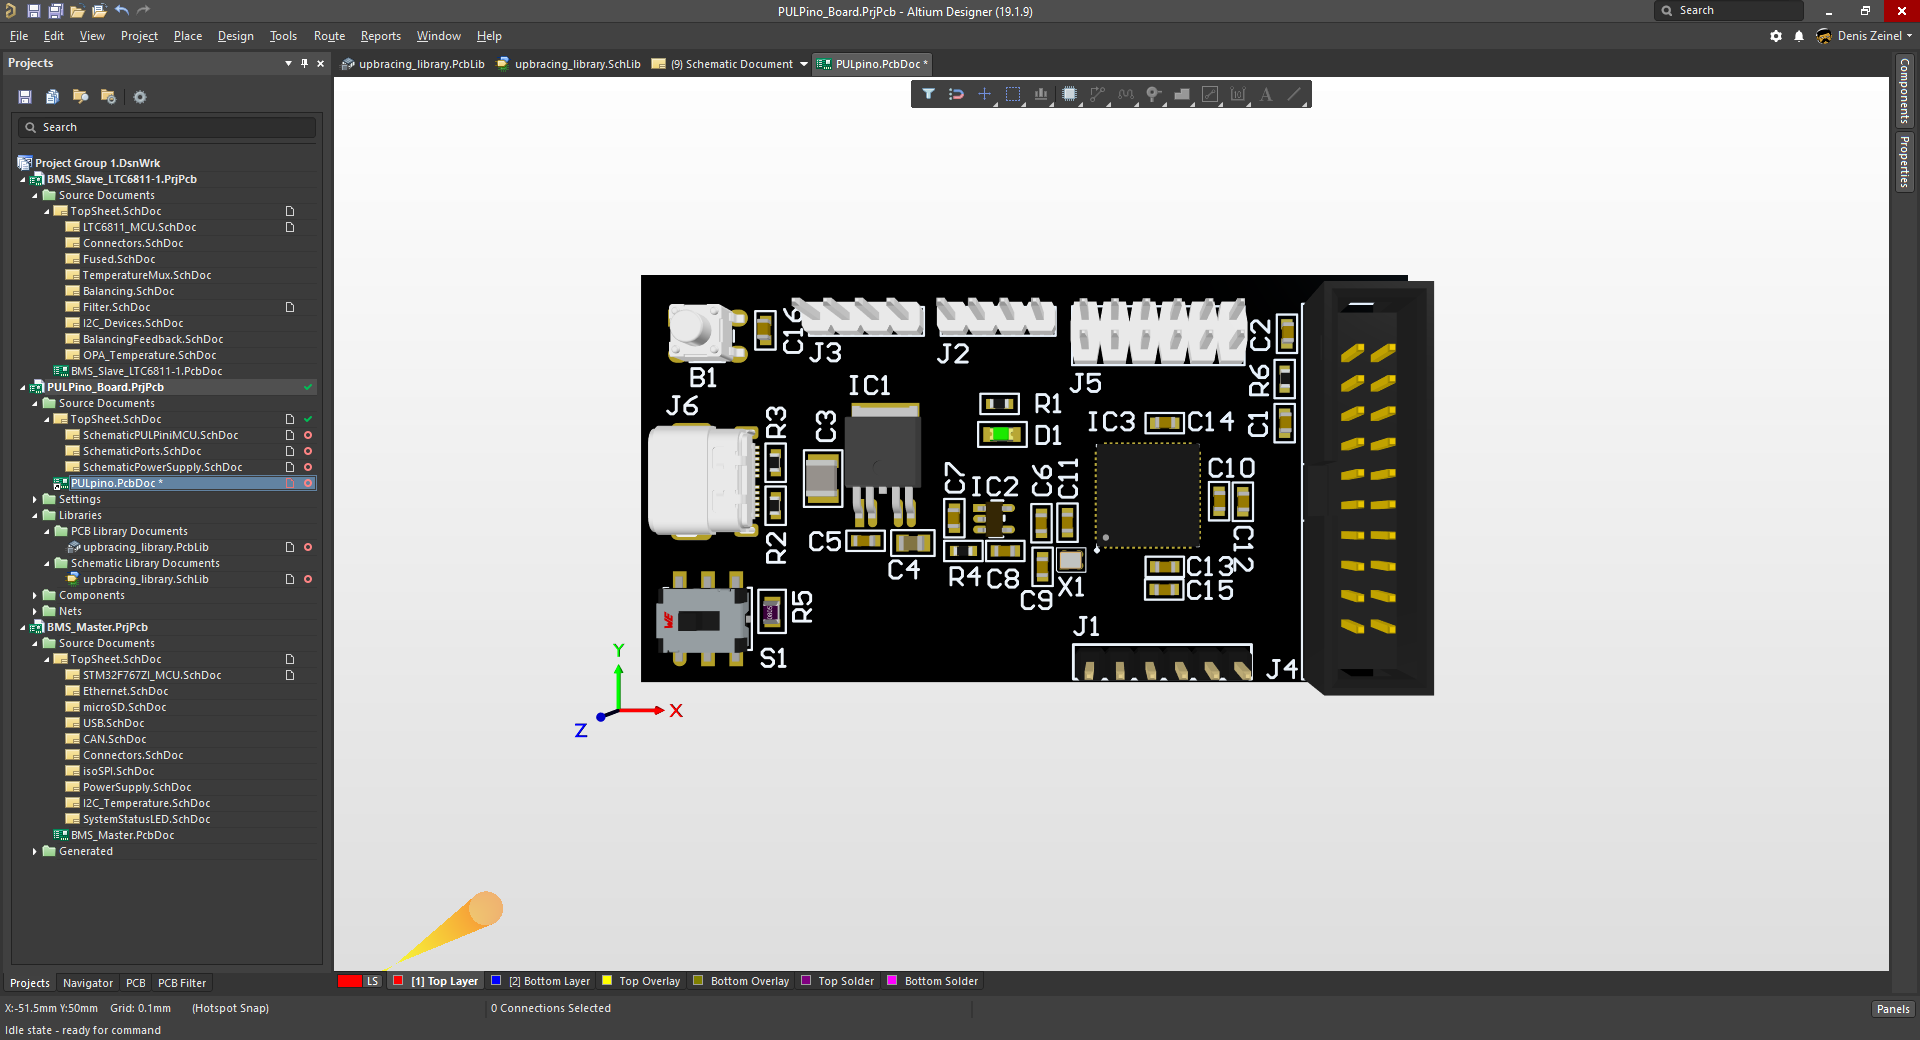 PULPino_Board.PrjPcb - Altium Designer (19.1.9)
Search
File Edit View Project Place Design Tools Route Reports Window Help
Denis Zeinel
Projects
upbracing_library.PcbLib
upbracing_library.SchLib
(9) Schematic Document
PULpino.PcbDoc *
Components
Properties
Search
Project Group 1.DsnWrk
BMS_Slave_LTC6811-1.PrjPcb
Source Documents
TopSheet.SchDoc
LTC6811_MCU.SchDoc
Connectors.SchDoc
Fused.SchDoc
TemperatureMux.SchDoc
Balancing.SchDoc
Filter.SchDoc
I2C_Devices.SchDoc
BalancingFeedback.SchDoc
OPA_Temperature.SchDoc
BMS_Slave_LTC6811-1.PcbDoc
PULPino_Board.PrjPcb
Source Documents
TopSheet.SchDoc
SchematicPULPiniMCU.SchDoc
SchematicPorts.SchDoc
SchematicPowerSupply.SchDoc
PULpino.PcbDoc *
Settings
Libraries
PCB Library Documents
upbracing_library.PcbLib
Schematic Library Documents
upbracing_library.SchLib
Components
Nets
BMS_Master.PrjPcb
Source Documents
TopSheet.SchDoc
STM32F767ZI_MCU.SchDoc
Ethernet.SchDoc
microSD.SchDoc
USB.SchDoc
CAN.SchDoc
Connectors.SchDoc
isoSPI.SchDoc
PowerSupply.SchDoc
I2C_Temperature.SchDoc
SystemStatusLED.SchDoc
BMS_Master.PcbDoc
Generated
B1
C16
J3
J2
J5
C2
R6
C1
J6
IC1
R1
D1
IC3
C14
R3
C3
C7
IC2
C6
C11
C10
C12
R2
C5
C4
R4
C8
C9
X1
C13
C15
WE
R5
S1
J1
J4
Y
X
Z
Projects Navigator PCB PCB Filter
LS [1] Top Layer [2] Bottom Layer Top Overlay Bottom Overlay Top Solder Bottom Solder
X:-51.5mm Y:50mm Grid: 0.1mm (Hotspot Snap)
0 Connections Selected
Panels
Idle state - ready for command